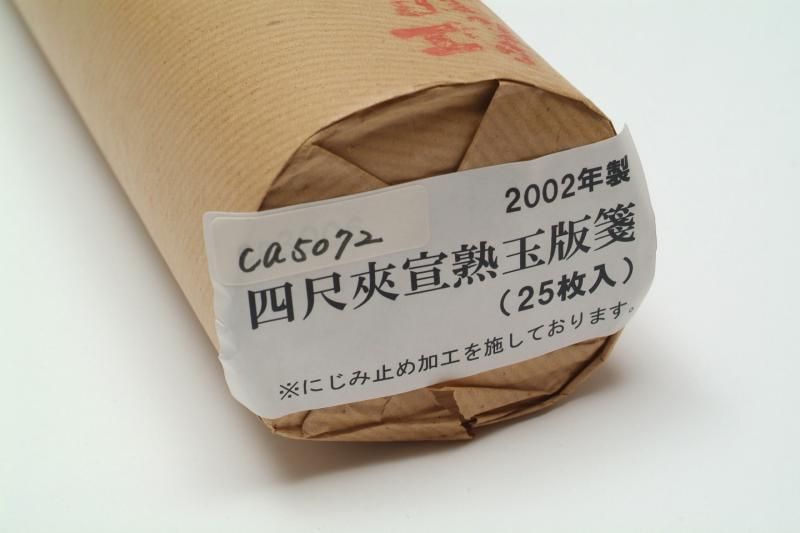 2002年製
ca5072
四尺夾宣熟玉版箋
（25枚入）
※にじみ止め加工を施しております。